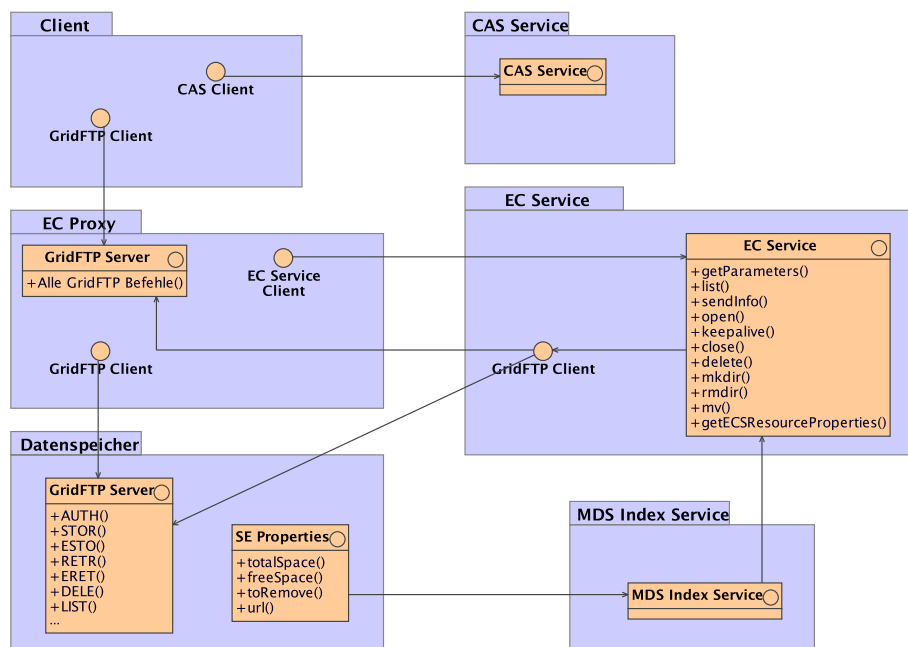 Client
CAS Client
GridFTP Client
CAS Service
CAS Service
EC Proxy
GridFTP Server
+Alle GridFTP Befehle()
EC Service
Client
GridFTP Client
EC Service
EC Service
+getParameters()
+list()
+sendInfo()
+open()
+keepalive()
+close()
+delete()
+mkdir()
+rmdir()
+mv()
+getECSResourceProperties()
GridFTP Client
Datenspeicher
GridFTP Server
+AUTH()
+STOR()
+ESTO()
+RETR()
+ERET()
+DELE()
+LIST()
...
SE Properties
+totalSpace()
+freeSpace()
+toRemove()
+url()
MDS Index Service
MDS Index Service